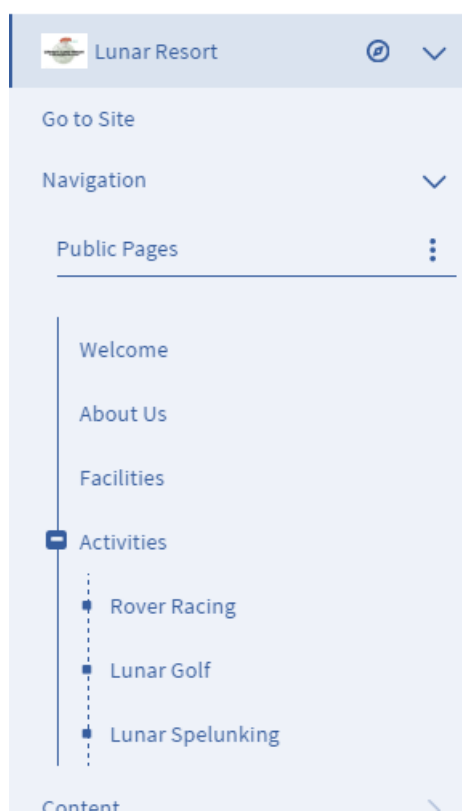 Lunar Resort
Go to Site
Navigation
Public Pages
Welcome
About Us
Facilities
Activities
Rover Racing
Lunar Golf
Lunar Spelunking
Content